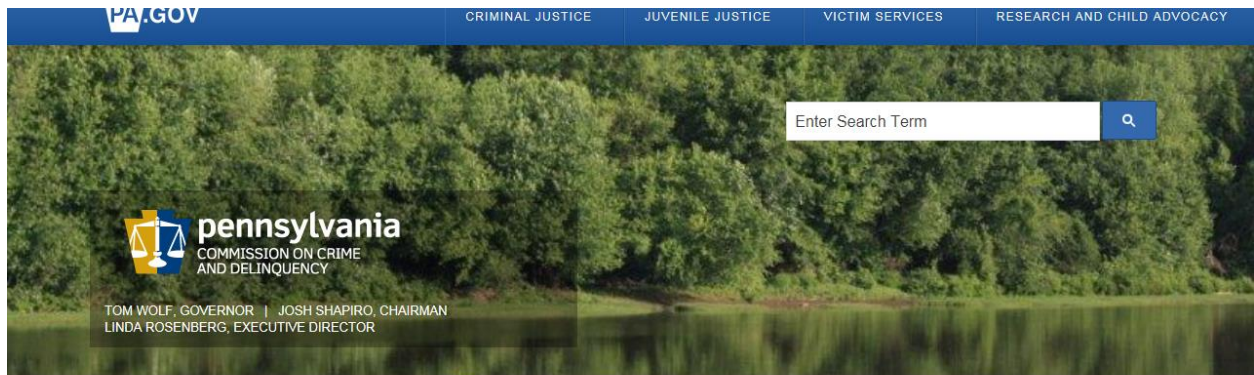 PA.GOV
CRIMINAL JUSTICE
JUVENILE JUSTICE
VICTIM SERVICES
RESEARCH AND CHILD ADVOCACY
Enter Search Term
pennsylvania
COMMISSION ON CRIME
AND DELINQUENCY
TOM WOLF, GOVERNOR | JOSH SHAPIRO, CHAIRMAN
LINDA ROSENBERG, EXECUTIVE DIRECTOR